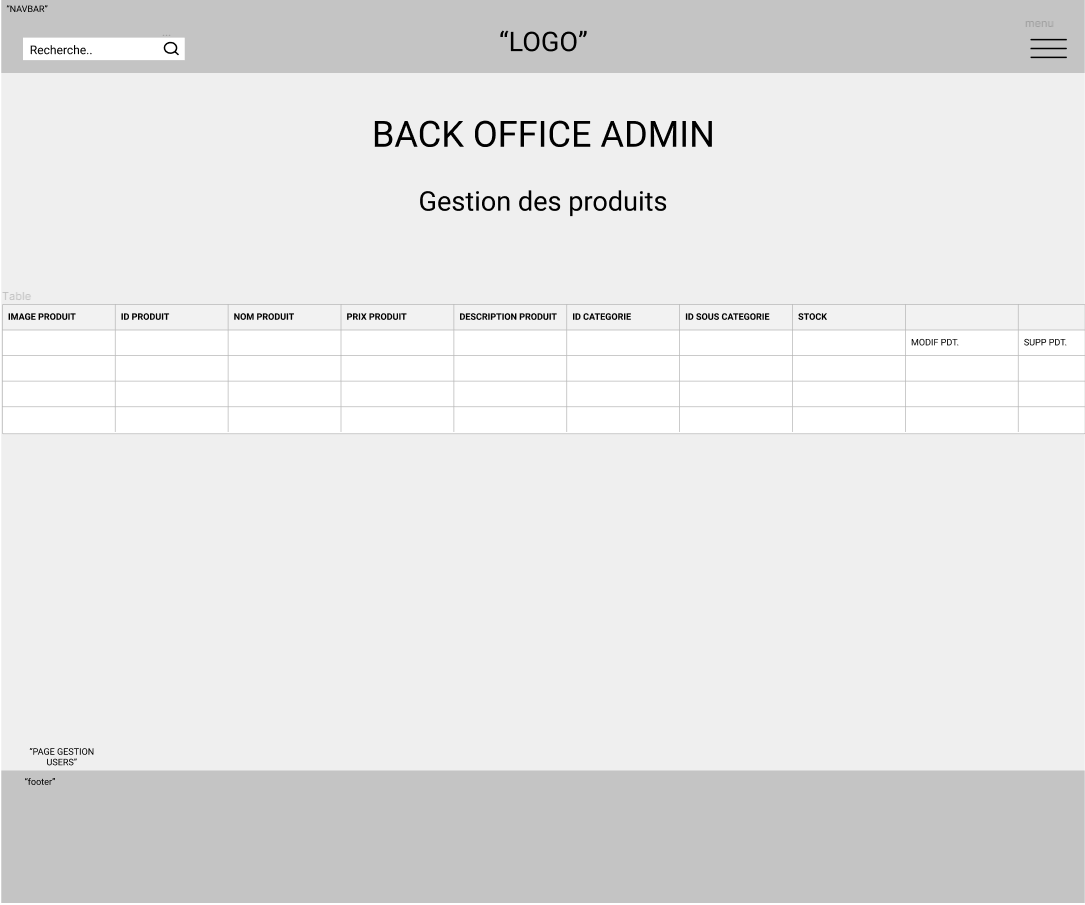 “NAVBAR”
menu
Recherche..
“LOGO”
BACK OFFICE ADMIN
Gestion des produits
Table
IMAGE PRODUIT ID PRODUIT NOM PRODUIT PRIX PRODUIT DESCRIPTION PRODUIT ID CATEGORIE ID SOUS CATEGORIE STOCK
MODIF PDT. SUPP PDT.
“PAGE GESTION
USERS”
“footer”